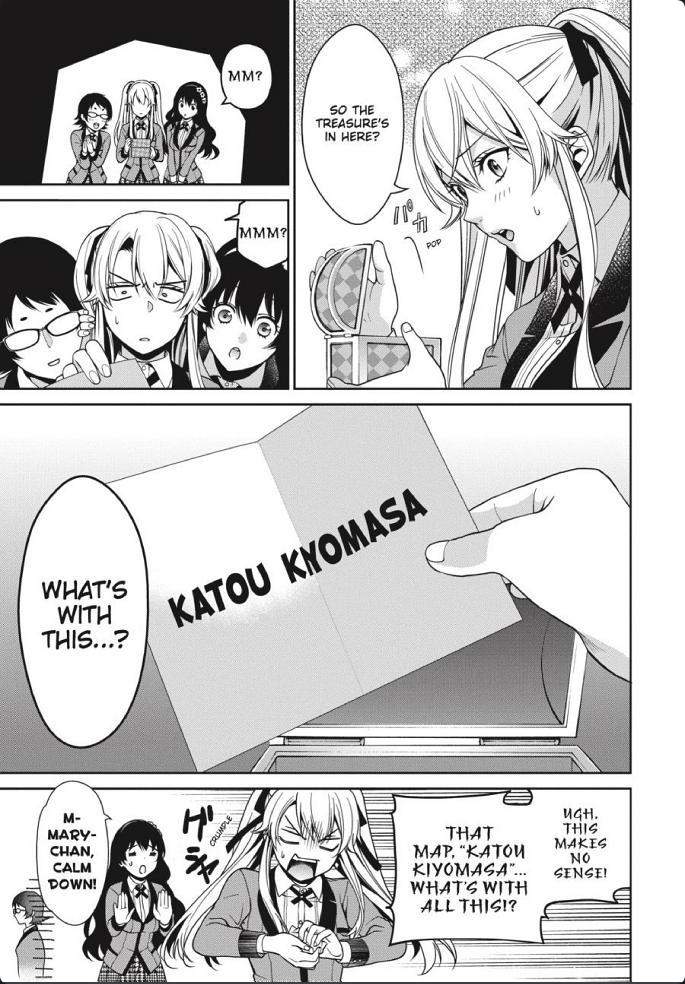 SO THE
TREASURE'S
IN HERE?
パカ
POP
MM?
MMM?
KATOU KIYOMASA
WHAT'S
WITH
THIS...?
UGH,
THIS
MAKES
NO
SENSE!
THAT
MAP, "KATOU
KIYOMASA"...
WHAT'S WITH
ALL THIS!?
グシャ
CRUMPLE
M-
MARY-
CHAN,
CALM
DOWN!